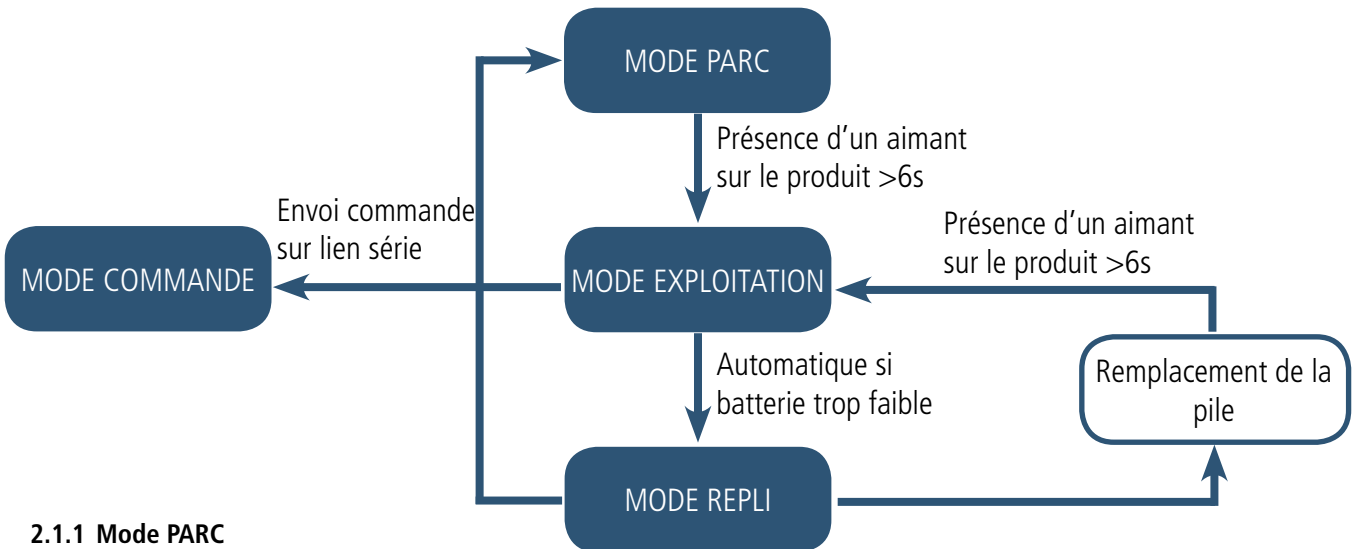 MODE PARC
Présence d'un aimant
sur le produit >6s
Envoi commande
sur lien série
Présence d'un aimant
sur le produit >6s
MODE COMMANDE
MODE EXPLOITATION
Automatique si
batterie trop faible
Remplacement de la
pile
MODE REPLI
2.1.1 Mode PARC